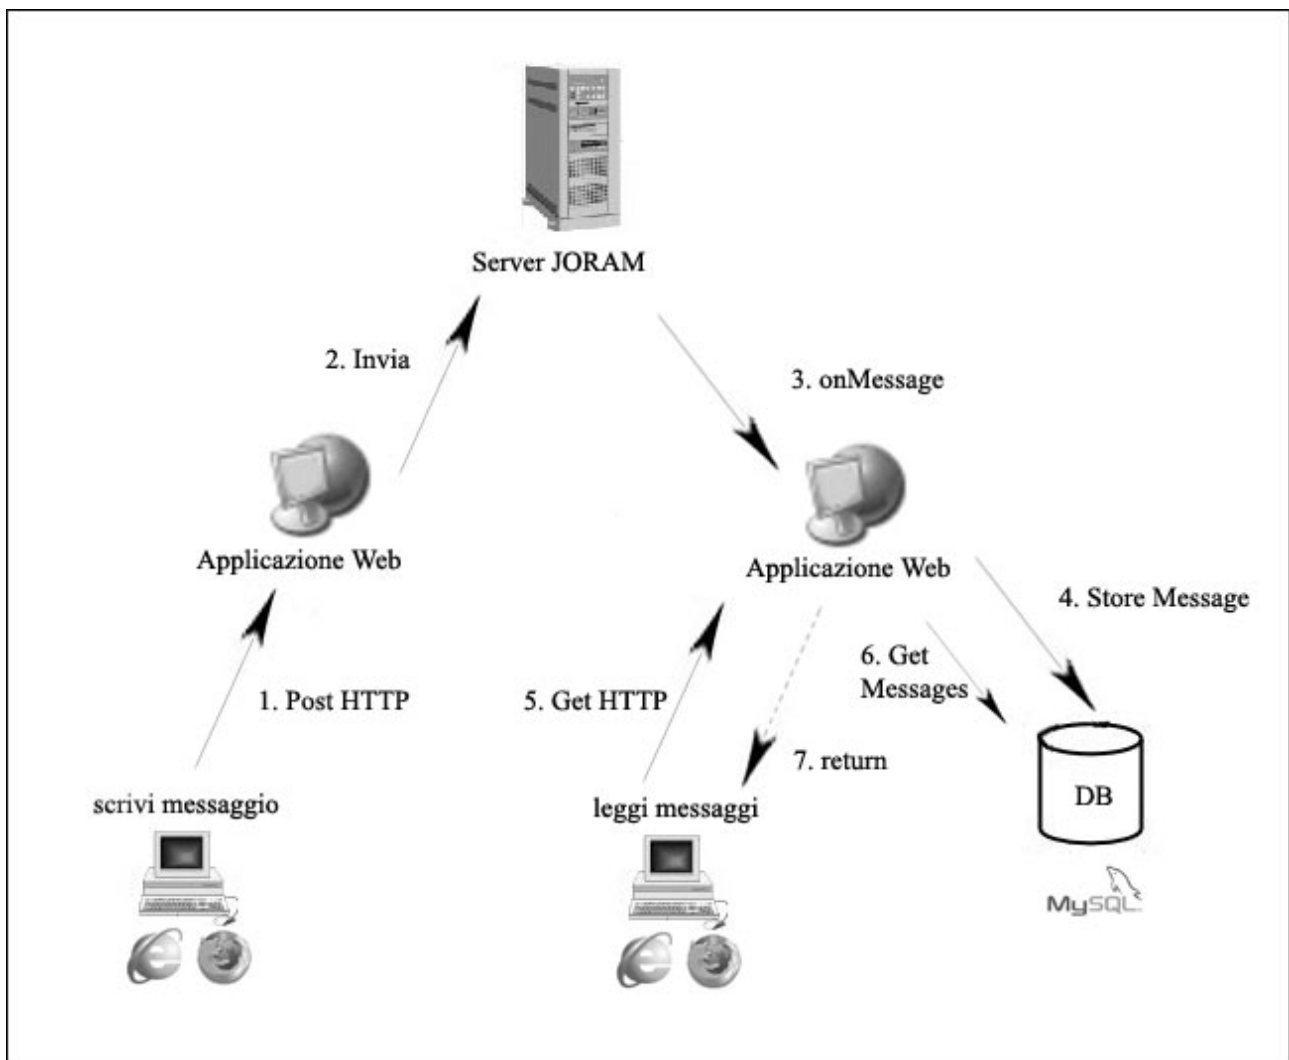 Server JORAM
2. Invia
3. onMessage
Applicazione Web
Applicazione Web
4. Store Message
1. Post HTTP
5. Get HTTP
6. Get
Messages
7. return
scrivi messaggio
leggi messaggi
DB
MySQL